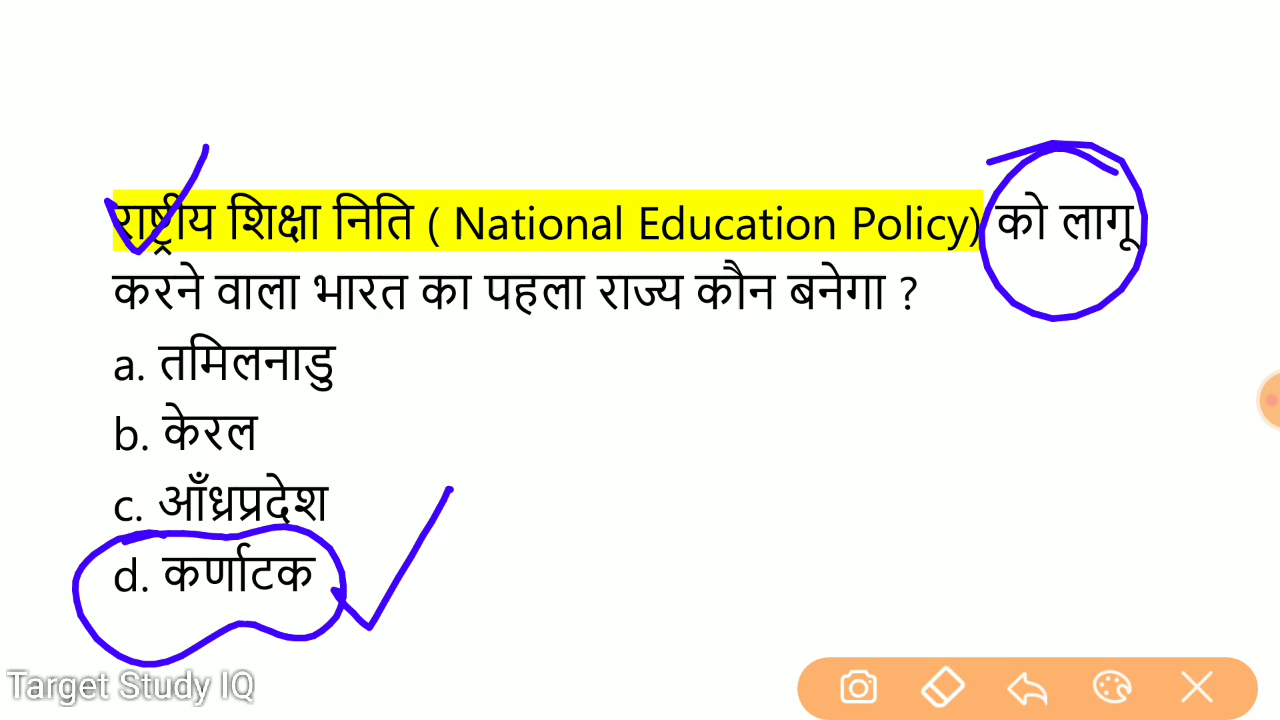 राष्ट्रीय शिक्षा निति ( National Education Policy) को लागू
करने वाला भारत का पहला राज्य कौन बनेगा ?
a. तमिलनाडु
b. केरल
c. आँध्रप्रदेश
d. कर्णाटक
Target Study IQ